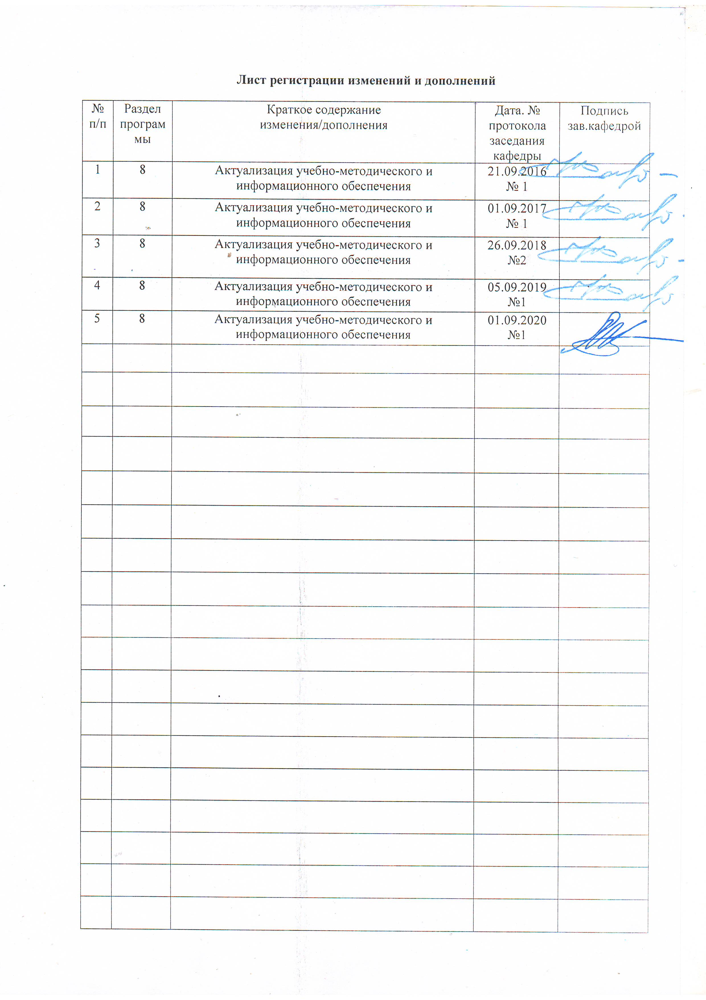 Лист регистрации изменений и дополнений
№
п/п
Раздел
програм
мы
Краткое содержание
изменения/дополнения
Дата. №
протокола
заседания
кафедры
Подпись
зав.кафедрой
1
8
Актуализация учебно-методического и
информационного обеспечения
21.09.2016
№ 1
2
8
Актуализация учебно-методического и
информационного обеспечения
01.09.2017
№ 1
3
8
Актуализация учебно-методического и
информационного обеспечения
26.09.2018
№2
4
8
Актуализация учебно-методического и
информационного обеспечения
05.09.2019
№1
5
8
Актуализация учебно-методического и
информационного обеспечения
01.09.2020
№1